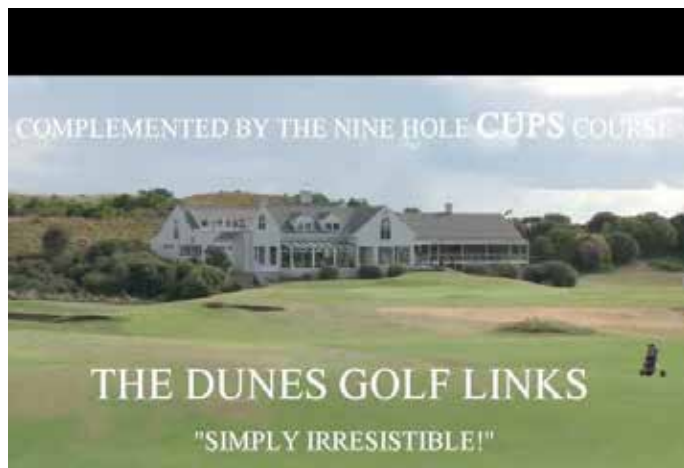 COMPLEMENTED BY THE NINE HOLE CUPS COURSE
THE DUNES GOLF LINKS
"SIMPLY IRRESISTIBLE!"